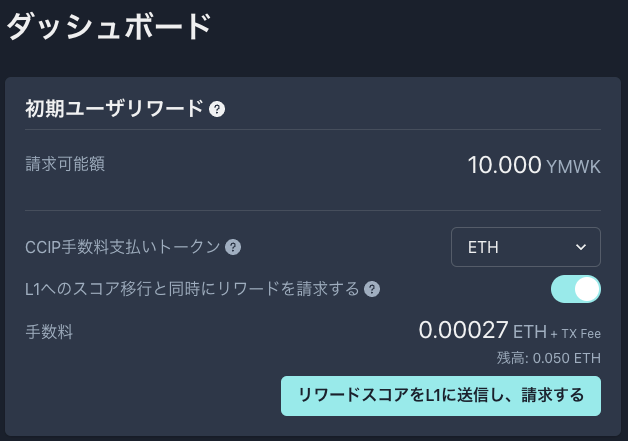 ダッシュボード
初期ユーザリワード ?
請求可能額 10.000 YMWK
CCIP手数料支払いトークン ? ETH
L1へのスコア移行と同時にリワードを請求する ?
手数料 0.00027 ETH + TX Fee
残高: 0.050 ETH
リワードスコアをL1に送信し、請求する